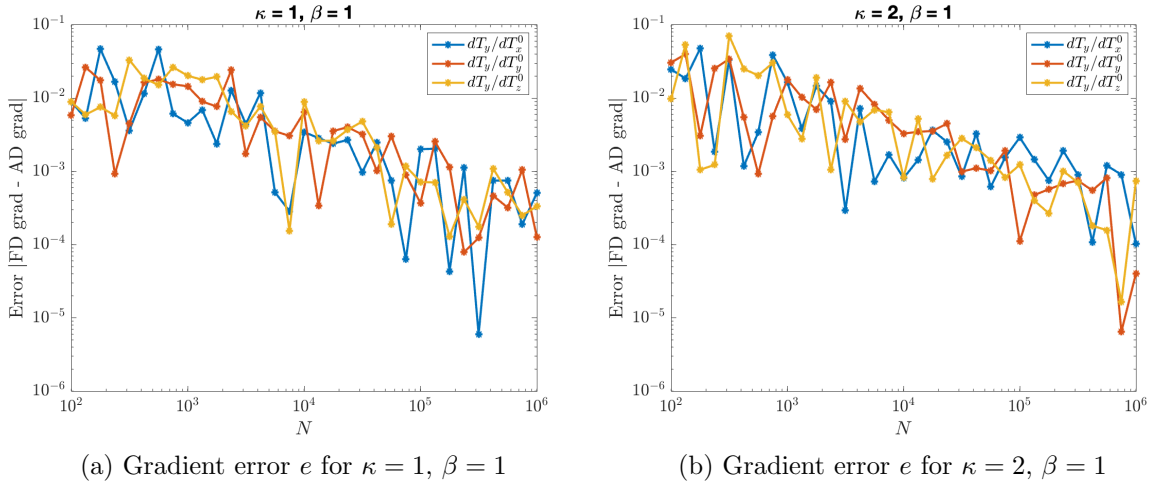 κ = 1, β = 1
10^{-1}
10^{-2}
10^{-3}
10^{-4}
10^{-5}
10^{-6}
Error |FD grad - AD grad|
dT_y/dT_x^0
dT_y/dT_y^0
dT_y/dT_z^0
10^2
10^3
10^4
10^5
10^6
N
(a) Gradient error e for κ = 1, β = 1
κ = 2, β = 1
10^{-1}
10^{-2}
10^{-3}
10^{-4}
10^{-5}
10^{-6}
Error |FD grad - AD grad|
dT_y/dT_x^0
dT_y/dT_y^0
dT_y/dT_z^0
10^2
10^3
10^4
10^5
10^6
N
(b) Gradient error e for κ = 2, β = 1